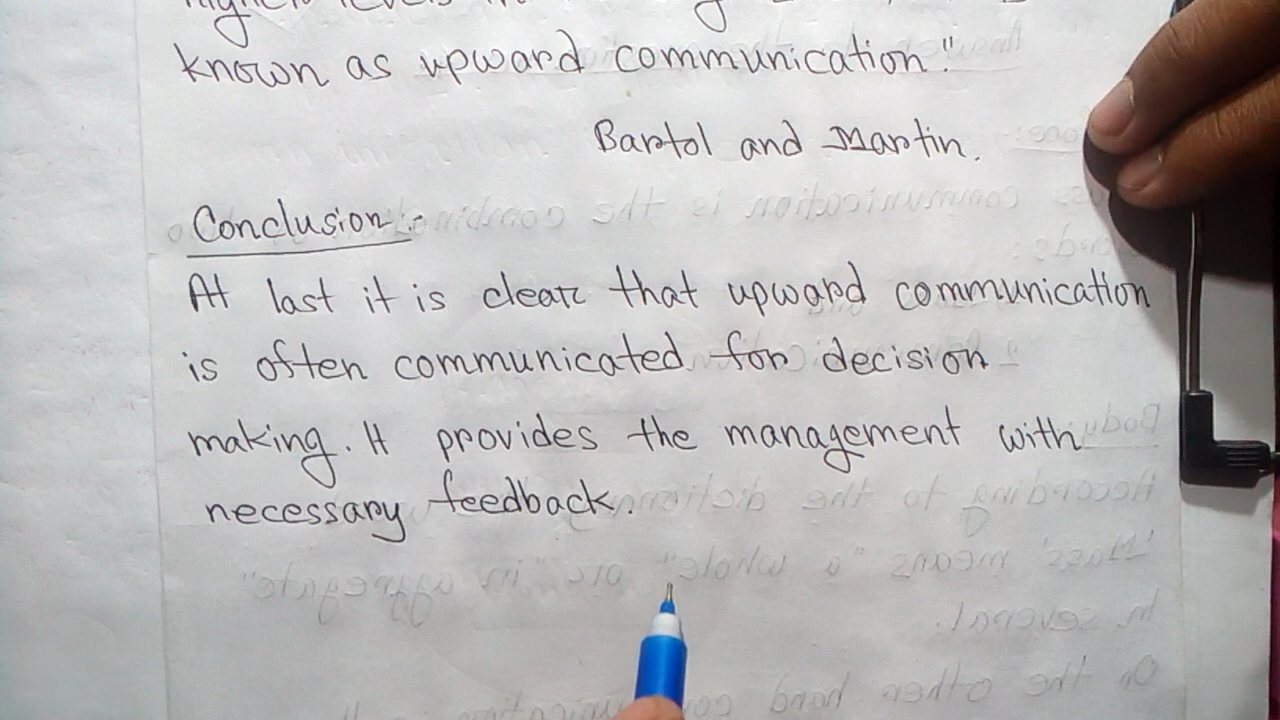 known as upward communication."
Bartol and Martin.
Conclusion:
At last it is clear that upward communication
is often communicated for decision
making. It provides the management with
necessary feedback.